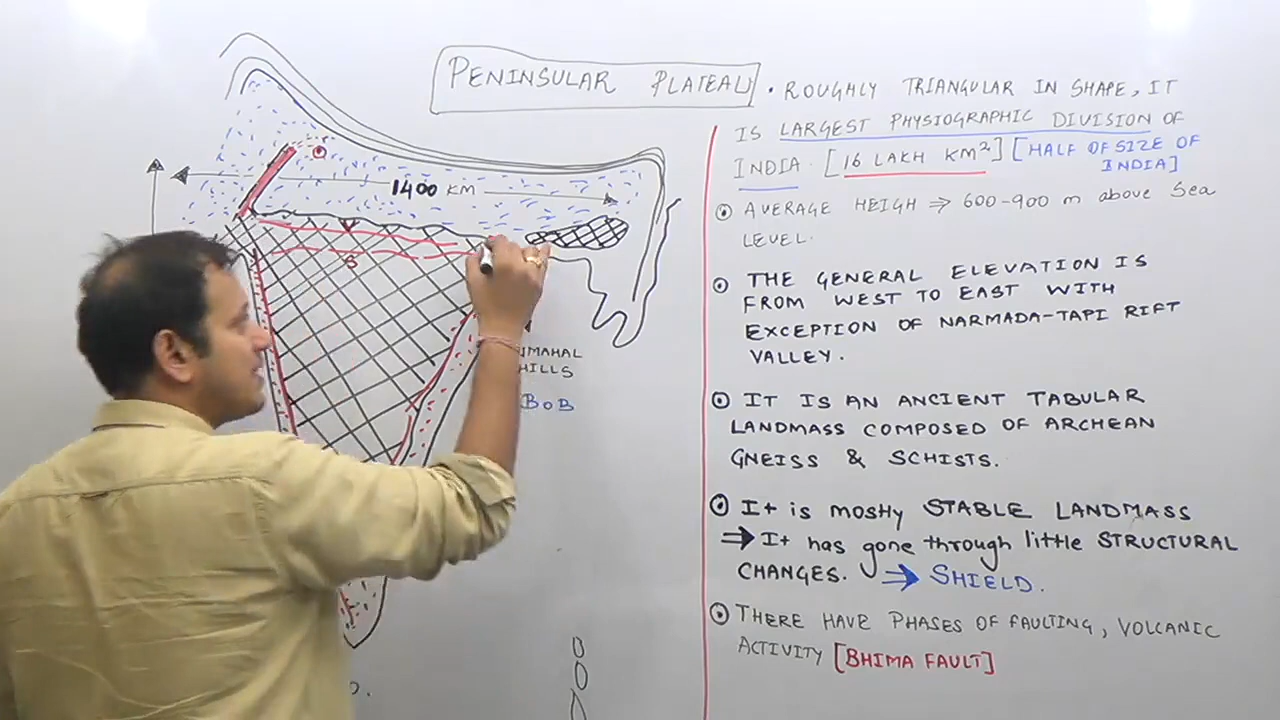 PENINSULAR PLATEAU
• ROUGHLY TRIANGULAR IN SHAPE, IT
IS LARGEST PHYSIOGRAPHIC DIVISION OF
INDIA. [16 LAKH KM²] [HALF OF SIZE OF
INDIA]
AVERAGE HEIGH ⇒ 600-900 m above Sea
LEVEL.
THE GENERAL ELEVATION IS
FROM WEST TO EAST WITH
EXCEPTION OF NARMADA-TAPI RIFT
VALLEY.
IT IS AN ANCIENT TABULAR
LANDMASS COMPOSED OF ARCHEAN
GNEISS & SCHISTS.
It is mostly STABLE LANDMASS
⇒ It has gone through little STRUCTURAL
CHANGES. → SHIELD.
THERE HAVE PHASES OF FAULTING, VOLCANIC
ACTIVITY [BHIMA FAULT]
1400 KM
V
S
IMAHAL
HILLS
BOB